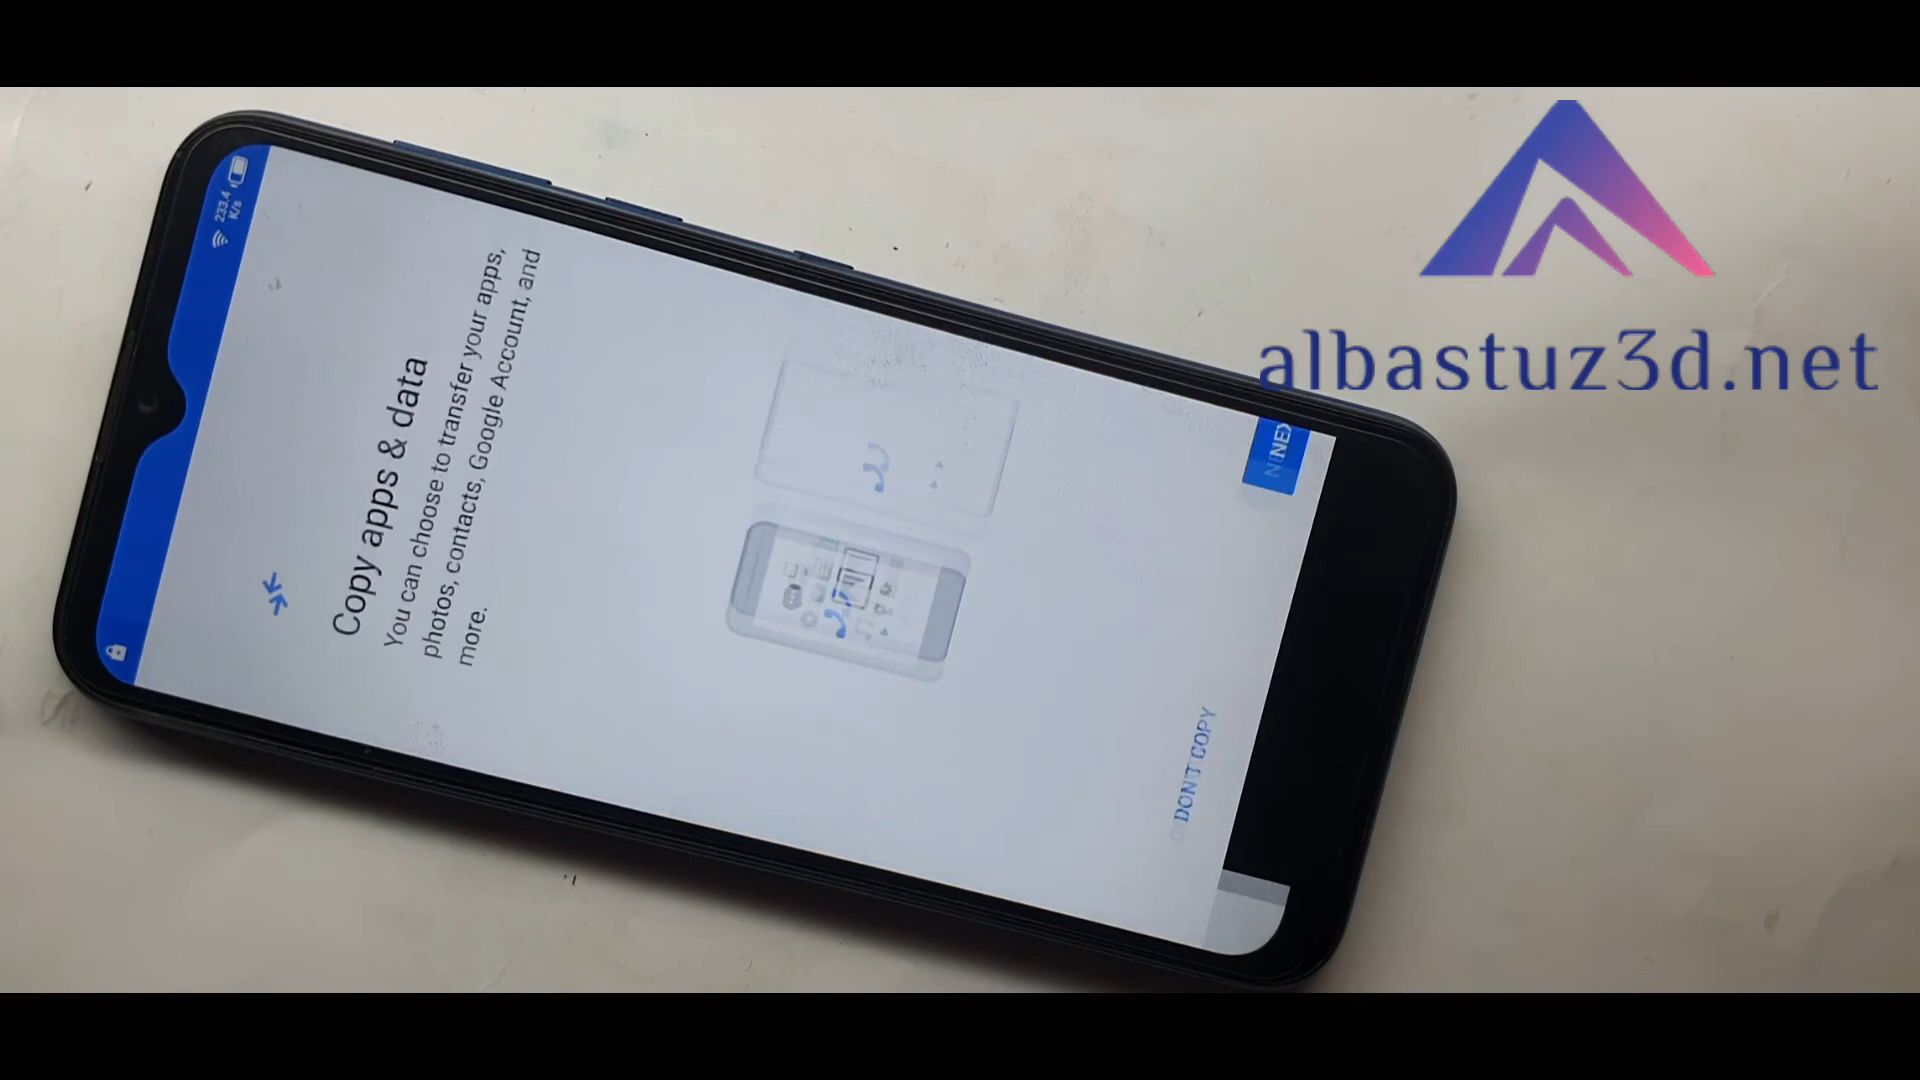 233.4
K/s
Copy apps & data
You can choose to transfer your apps,
photos, contacts, Google Account, and
more.
DON'T COPY
albastuz3d.net